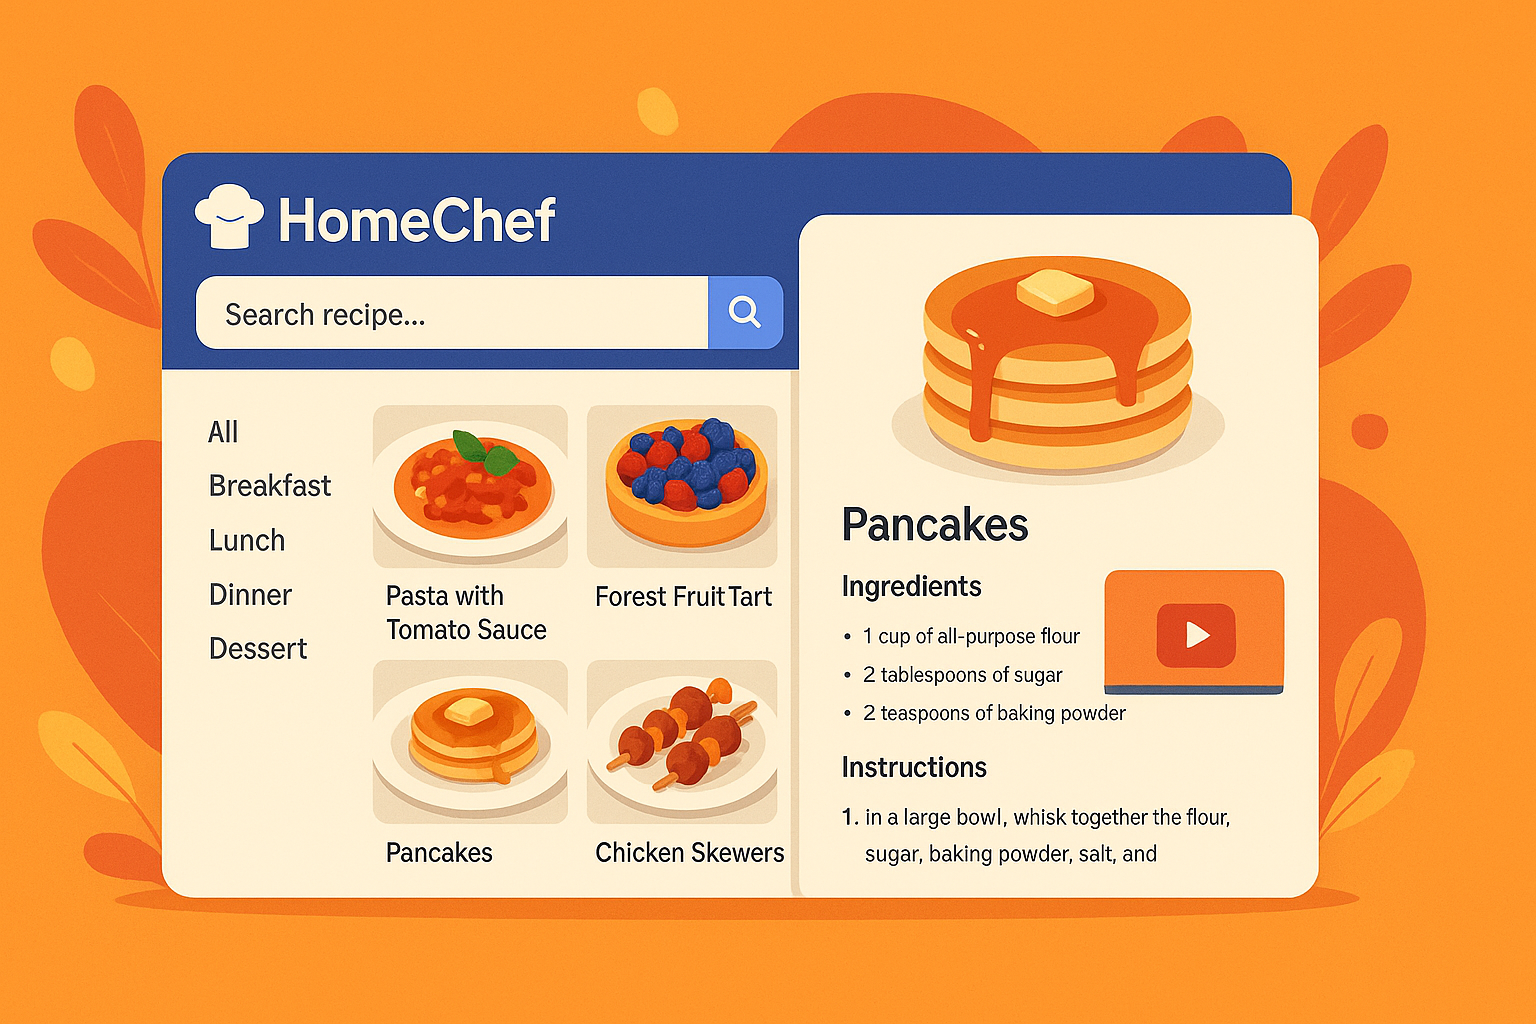 HomeChef
Search recipe...
All
Breakfast
Lunch
Dinner
Dessert
Pasta with
Tomato Sauce
Forest Fruit Tart
Pancakes
Chicken Skewers
Pancakes
Ingredients
• 1 cup of all-purpose flour
• 2 tablespoons of sugar
• 2 teaspoons of baking powder
Instructions
1. in a large bowl, whisk together the flour,
sugar, baking powder, salt, and